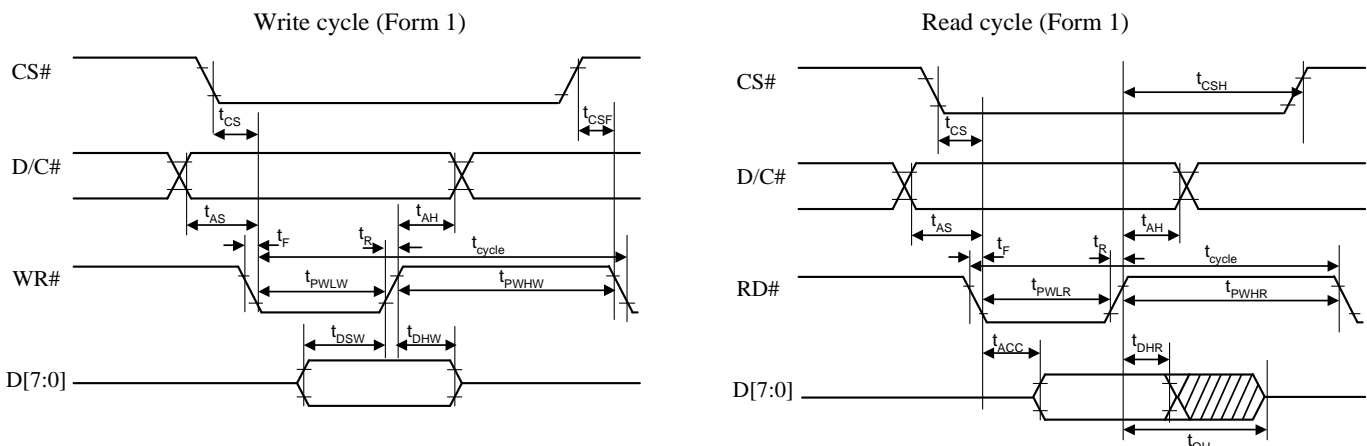 Write cycle (Form 1)
CS#
tCS
tCSF
D/C#
tAS
tAH
tF
tR
tcycle
WR#
tPWLW
tPWHW
tDSW
tDHW
D[7:0]
Read cycle (Form 1)
CS#
tCSH
tCS
D/C#
tAS
tAH
tF
tR
tcycle
RD#
tPWLR
tPWHR
tACC
tDHR
D[7:0]